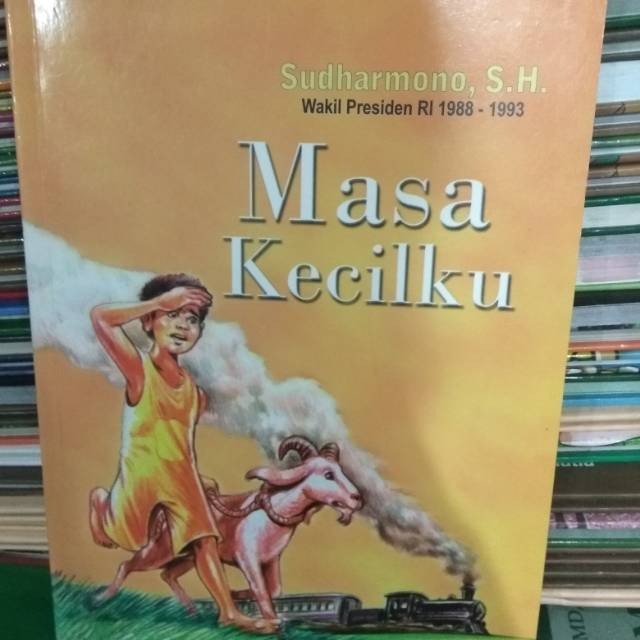 Sudharmono, S.H.
Wakil Presiden RI 1988 - 1993
Masa
Kecilku